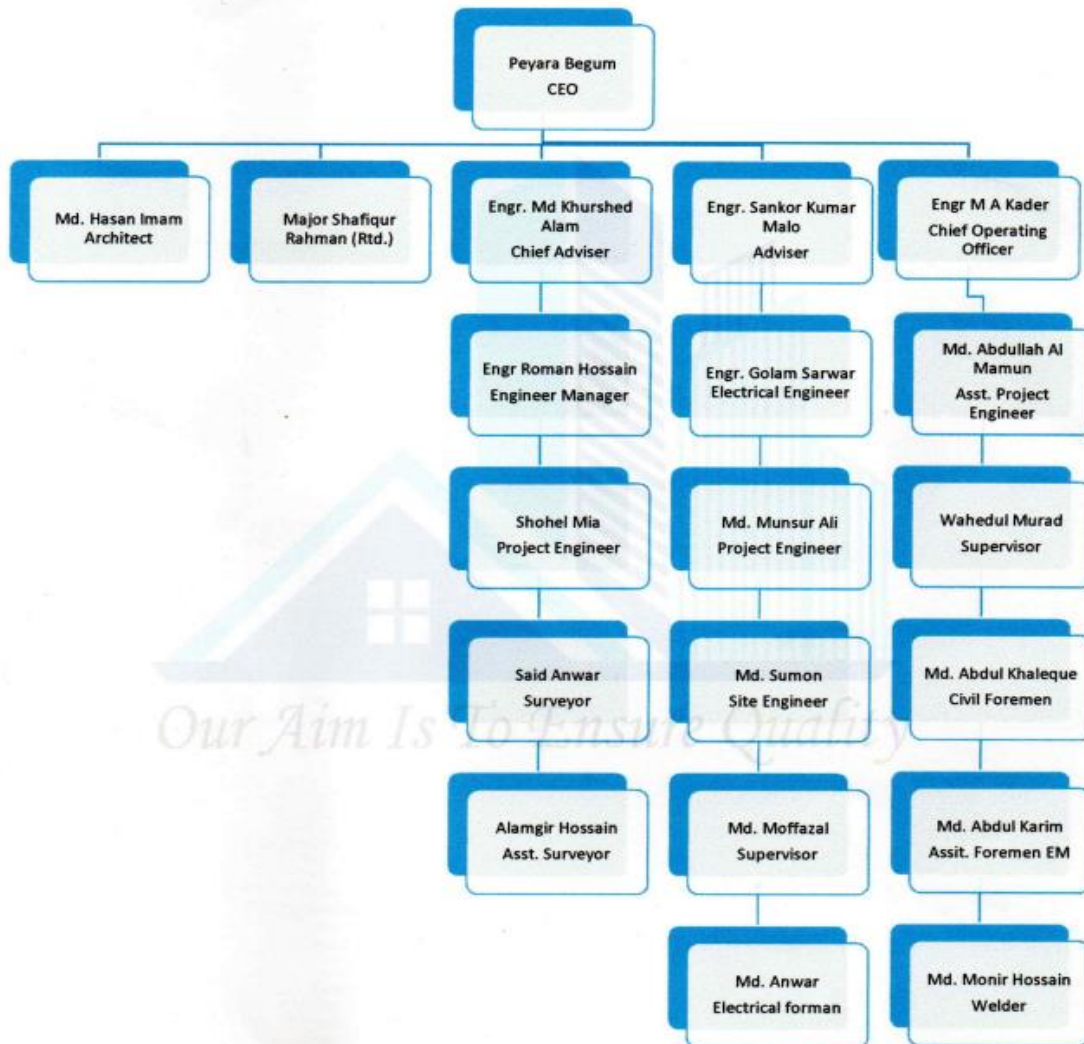 Peyara Begum
CEO
Md. Hasan Imam
Architect
Major Shafiqur
Rahman (Rtd.)
Engr. Md Khurshed
Alam
Chief Adviser
Engr. Sankor Kumar
Malo
Adviser
Engr M A Kader
Chief Operating
Officer
Engr Roman Hossain
Engineer Manager
Engr. Golam Sarwar
Electrical Engineer
Md. Abdullah Al
Mamun
Asst. Project
Engineer
Shohel Mia
Project Engineer
Md. Munsur Ali
Project Engineer
Wahedul Murad
Supervisor
Said Anwar
Surveyor
Md. Sumon
Site Engineer
Md. Abdul Khaleque
Civil Foremen
Our Aim Is To Ensure Quality
Alamgir Hossain
Asst. Surveyor
Md. Moffazal
Supervisor
Md. Abdul Karim
Assit. Foremen EM
Md. Anwar
Electrical forman
Md. Monir Hossain
Welder